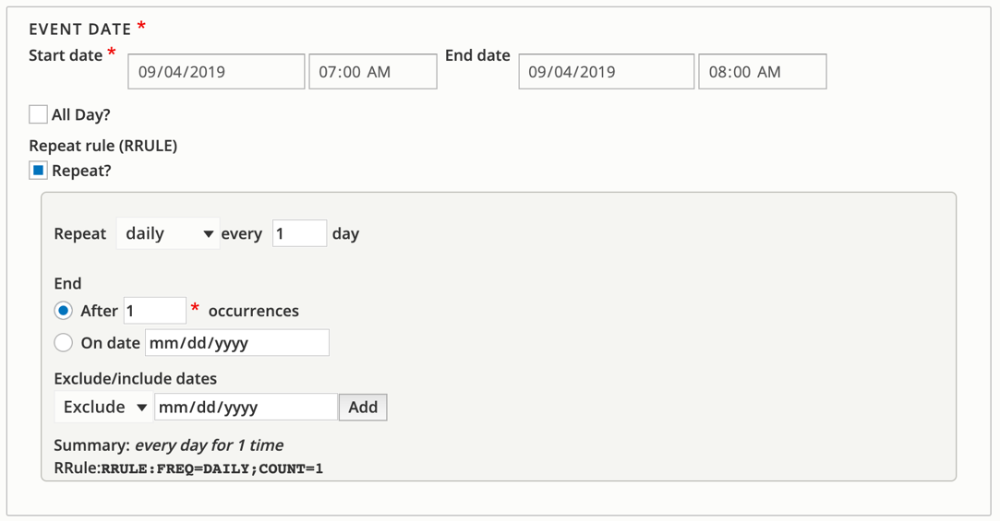 EVENT DATE *
Start date * 09/04/2019 07:00 AM End date 09/04/2019 08:00 AM
All Day?
Repeat rule (RRULE)
Repeat?
Repeat daily every 1 day
End
After 1 * occurrences
On date mm/dd/yyyy
Exclude/include dates
Exclude mm/dd/yyyy Add
Summary: every day for 1 time
RRule:RRULE:FREQ=DAILY;COUNT=1